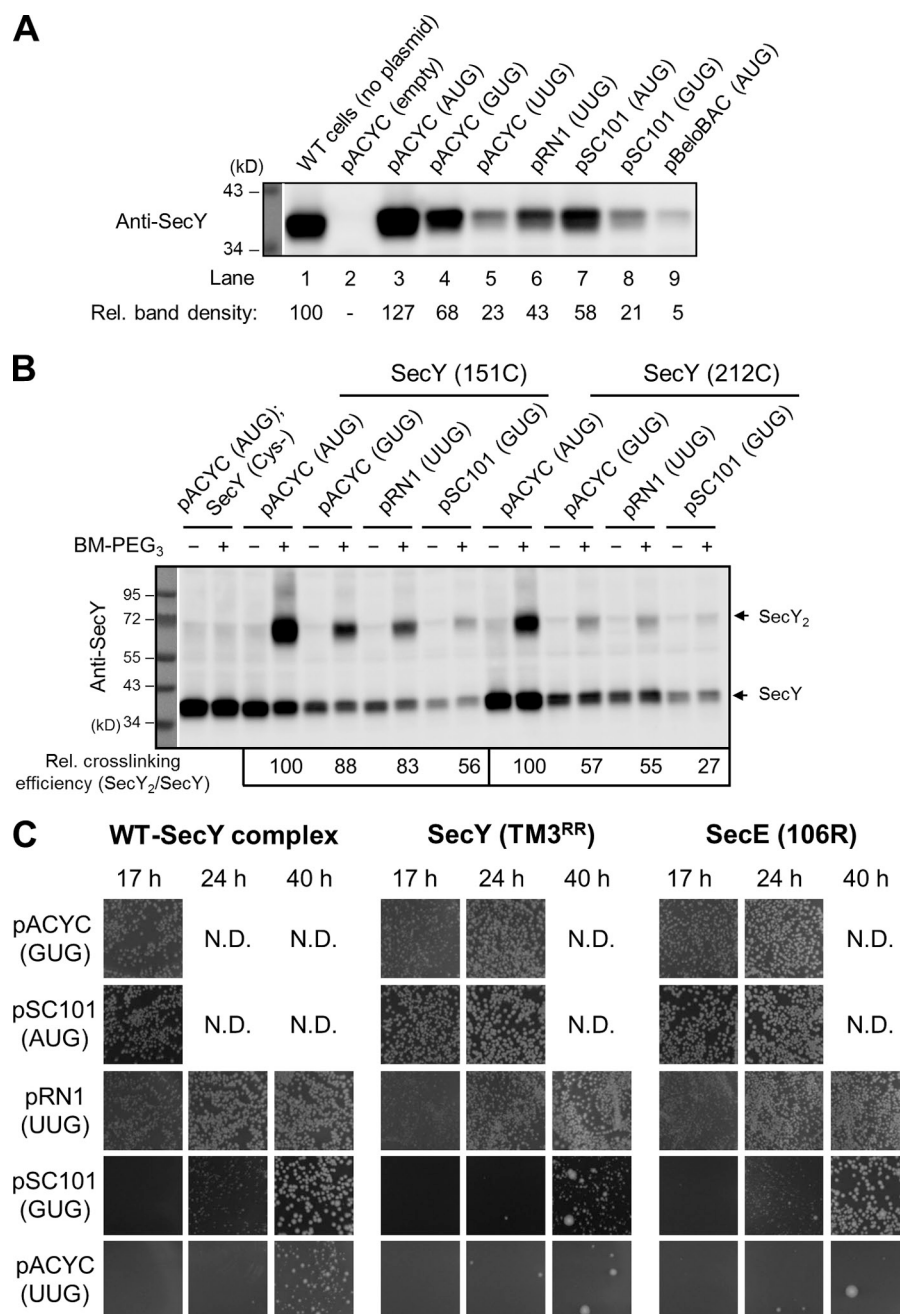 A
WT cells (no plasmid)
pACYC (empty)
pACYC (AUG)
pACYC (GUG)
pACYC (UUG)
pRN1 (UUG)
pSC101 (AUG)
pSC101 (GUG)
pBeloBAC (AUG)
(kD)
43
Anti-SecY
34
Lane 1 2 3 4 5 6 7 8 9
Rel. band density: 100 - 127 68 23 43 58 21 5
B
SecY (151C) SecY (212C)
pACYC (AUG);
SecY (Cys-)
pACYC (AUG)
pACYC (GUG)
pRN1 (UUG)
pSC101 (GUG)
pACYC (AUG)
pACYC (GUG)
pRN1 (UUG)
pSC101 (GUG)
BM-PEG3 – + – + – + – + – + – + – + – + – +
95
72
SecY2
Anti-SecY
55
43
SecY
(kD) 34
Rel. crosslinking
efficiency (SecY2/SecY)
100 88 83 56 100 57 55 27
C
WT-SecY complex SecY (TM3RR) SecE (106R)
17 h 24 h 40 h 17 h 24 h 40 h 17 h 24 h 40 h
pACYC
(GUG)
N.D. N.D. N.D. N.D.
pSC101
(AUG)
N.D. N.D. N.D. N.D.
pRN1
(UUG)
pSC101
(GUG)
pACYC
(UUG)